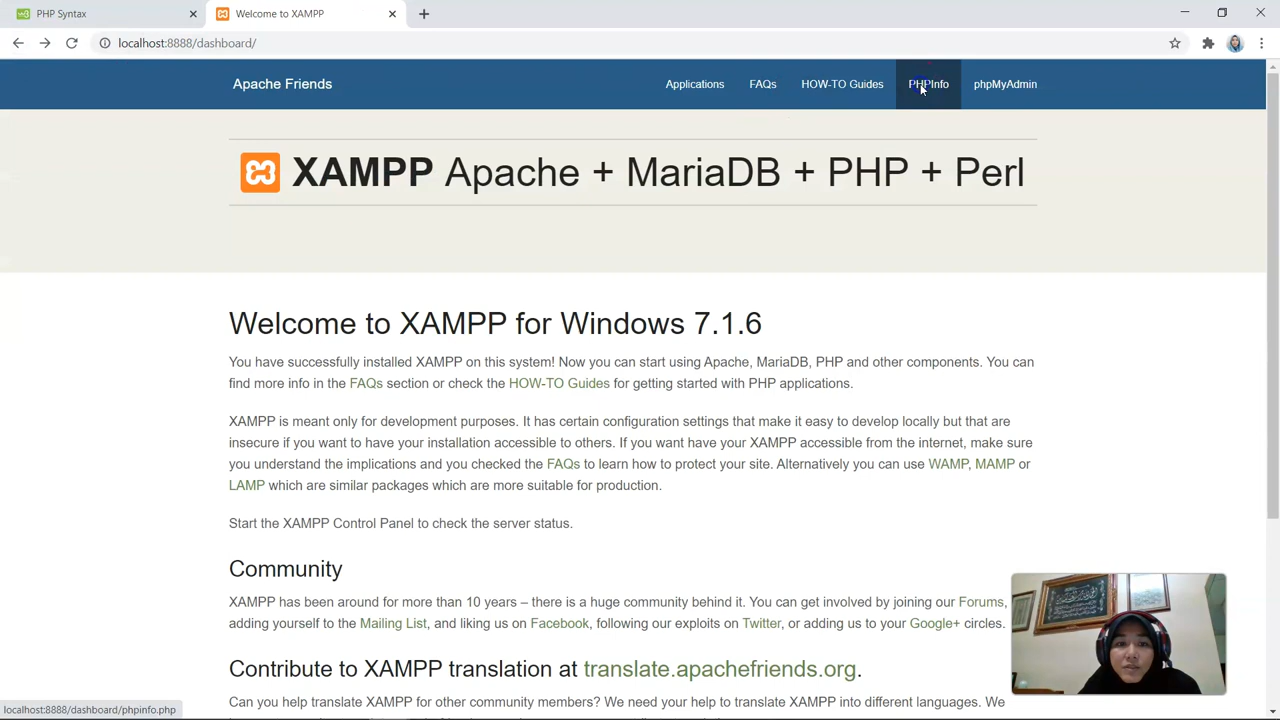 PHP Syntax
Welcome to XAMPP
localhost:8888/dashboard/
Apache Friends
Applications
FAQs
HOW-TO Guides
PHPInfo
phpMyAdmin
XAMPP Apache + MariaDB + PHP + Perl
Welcome to XAMPP for Windows 7.1.6
You have successfully installed XAMPP on this system! Now you can start using Apache, MariaDB, PHP and other components. You can
find more info in the FAQs section or check the HOW-TO Guides for getting started with PHP applications.
XAMPP is meant only for development purposes. It has certain configuration settings that make it easy to develop locally but that are
insecure if you want to have your installation accessible to others. If you want have your XAMPP accessible from the internet, make sure
you understand the implications and you checked the FAQs to learn how to protect your site. Alternatively you can use WAMP, MAMP or
LAMP which are similar packages which are more suitable for production.
Start the XAMPP Control Panel to check the server status.
Community
XAMPP has been around for more than 10 years – there is a huge community behind it. You can get involved by joining our Forums,
adding yourself to the Mailing List, and liking us on Facebook, following our exploits on Twitter, or adding us to your Google+ circles.
Contribute to XAMPP translation at translate.apachefriends.org.
Can you help translate XAMPP for other community members? We need your help to translate XAMPP into different languages. We
localhost:8888/dashboard/phpinfo.php